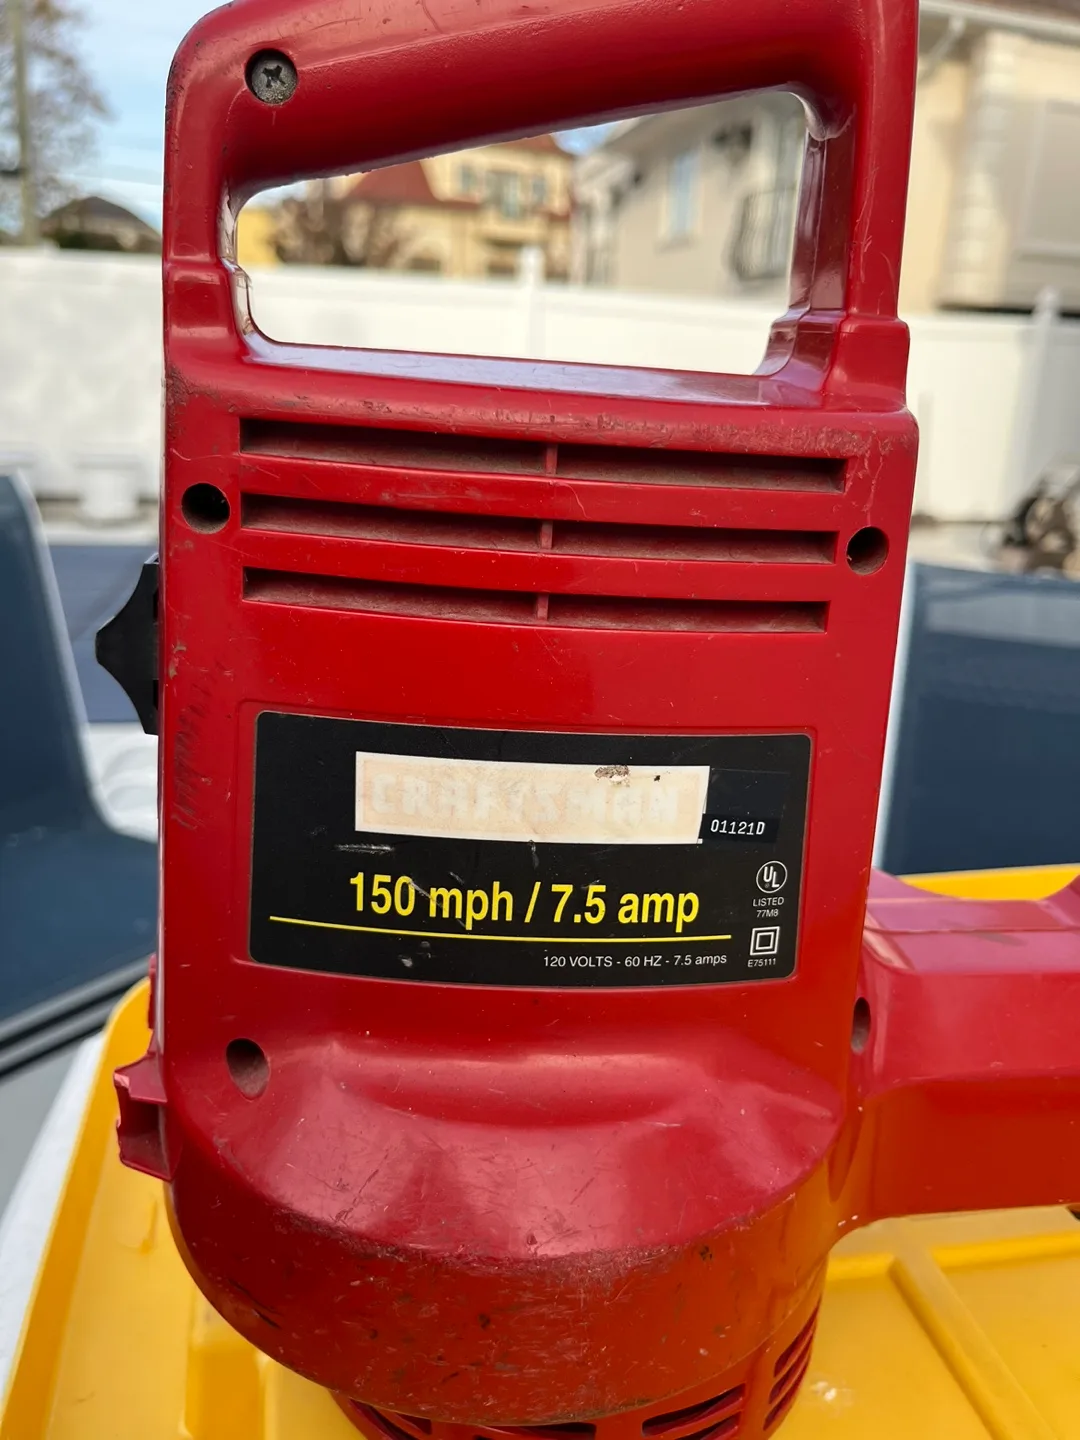 CRAFTSMAN
01121D
150 mph / 7.5 amp
UL
LISTED
77M8
120 VOLTS - 60 HZ - 7.5 amps
E75111